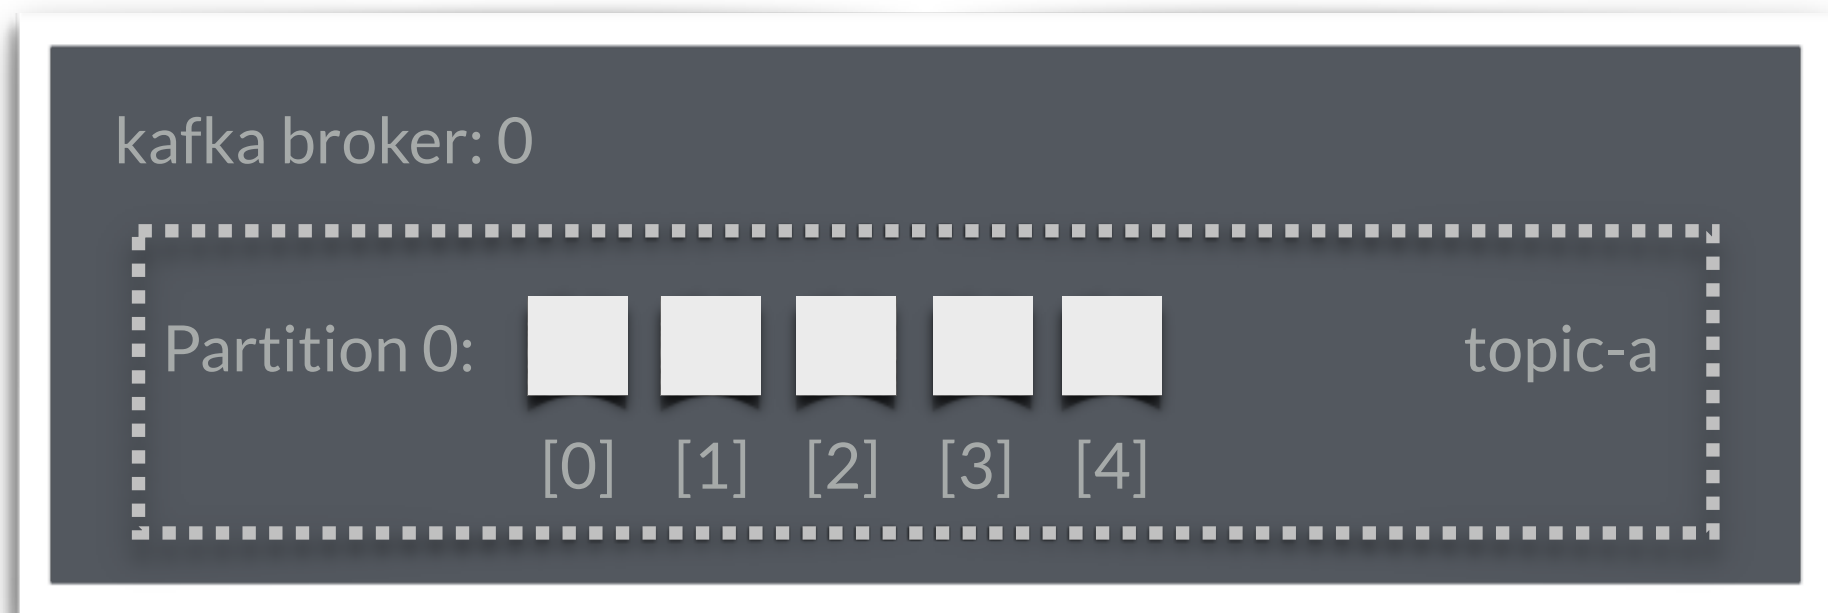 kafka broker: 0
Partition 0:
topic-a
[0] [1] [2] [3] [4]